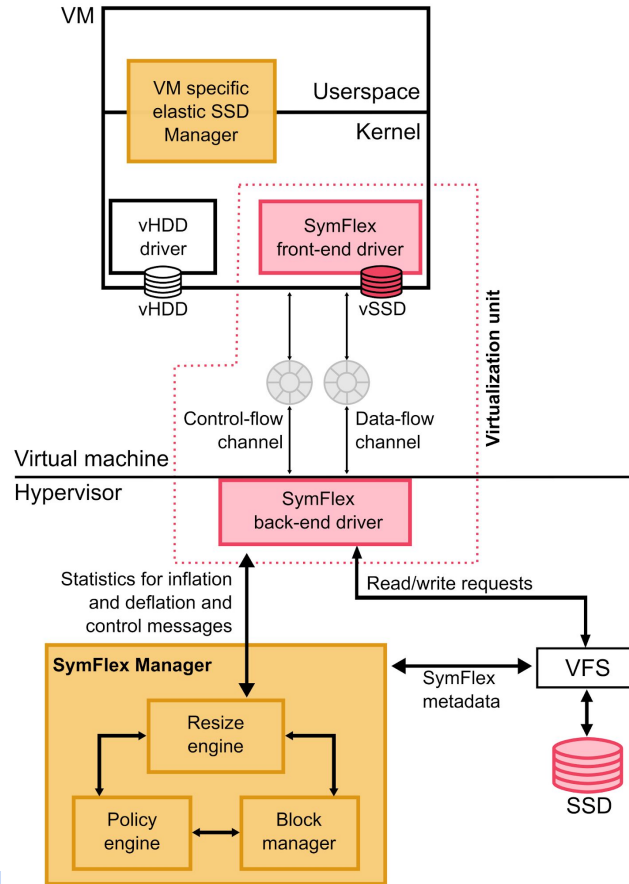 VM
VM specific
elastic SSD
Manager
Userspace
Kernel
vHDD
driver
SymFlex
front-end driver
vHDD
vSSD
Virtualization unit
Control-flow
channel
Data-flow
channel
Virtual machine
Hypervisor
SymFlex
back-end driver
Statistics for inflation
and deflation and
control messages
Read/write requests
SymFlex Manager
SymFlex
metadata
VFS
Resize
engine
Policy
engine
Block
manager
SSD